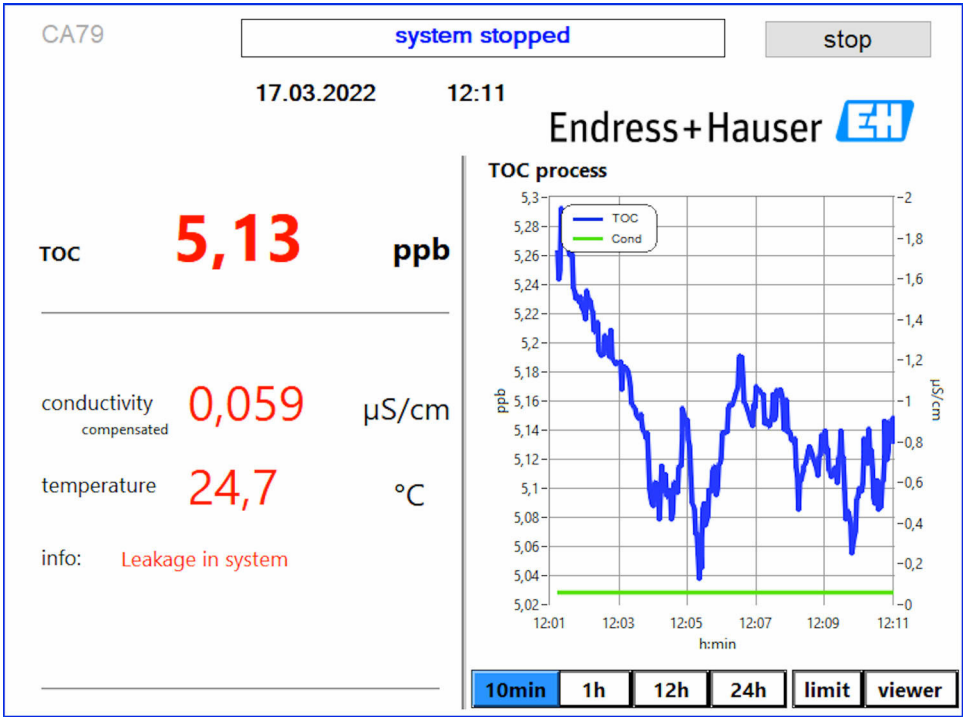 CA79
system stopped
stop
17.03.2022 12:11
Endress+Hauser EH
TOC 5,13 ppb
conductivity 0,059 µS/cm
compensated
temperature 24,7 °C
info: Leakage in system
TOC process
TOC
Cond
5,3
5,28
5,26
5,24
5,22
5,2
5,18
5,16
5,14
5,12
5,1
5,08
5,06
5,04
5,02
ppb
2
1,8
1,6
1,4
1,2
1
0,8
0,6
0,4
0,2
0
µS/cm
12:01 12:03 12:05 12:07 12:09 12:11
h:min
10min 1h 12h 24h limit viewer